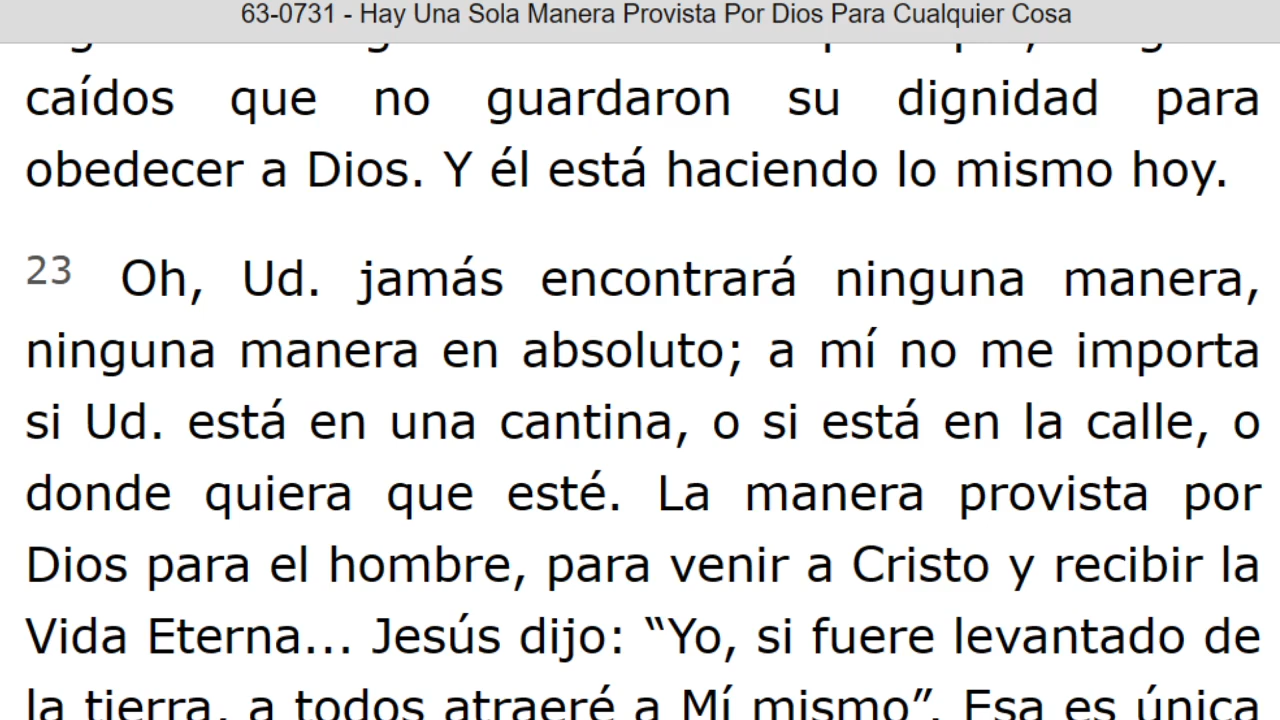 63-0731 - Hay Una Sola Manera Provista Por Dios Para Cualquier Cosa
caídos que no guardaron su dignidad para
obedecer a Dios. Y él está haciendo lo mismo hoy.
23 Oh, Ud. jamás encontrará ninguna manera,
ninguna manera en absoluto; a mí no me importa
si Ud. está en una cantina, o si está en la calle, o
donde quiera que esté. La manera provista por
Dios para el hombre, para venir a Cristo y recibir la
Vida Eterna… Jesús dijo: “Yo, si fuere levantado de
la tierra, a todos atraeré a Mí mismo”. Esa es única